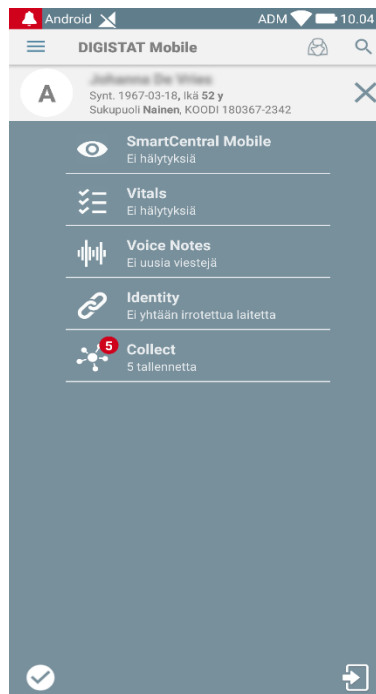 Android ADM 10.04
DIGISTAT Mobile
A
Synt. 1967-03-18, Ikä 52 y
Sukupuoli Nainen, KOODI 180367-2342
SmartCentral Mobile
Ei hälytyksiä
Vitals
Ei hälytyksiä
Voice Notes
Ei uusia viestejä
Identity
Ei yhtään irrotettua laitetta
5 Collect
5 tallennetta